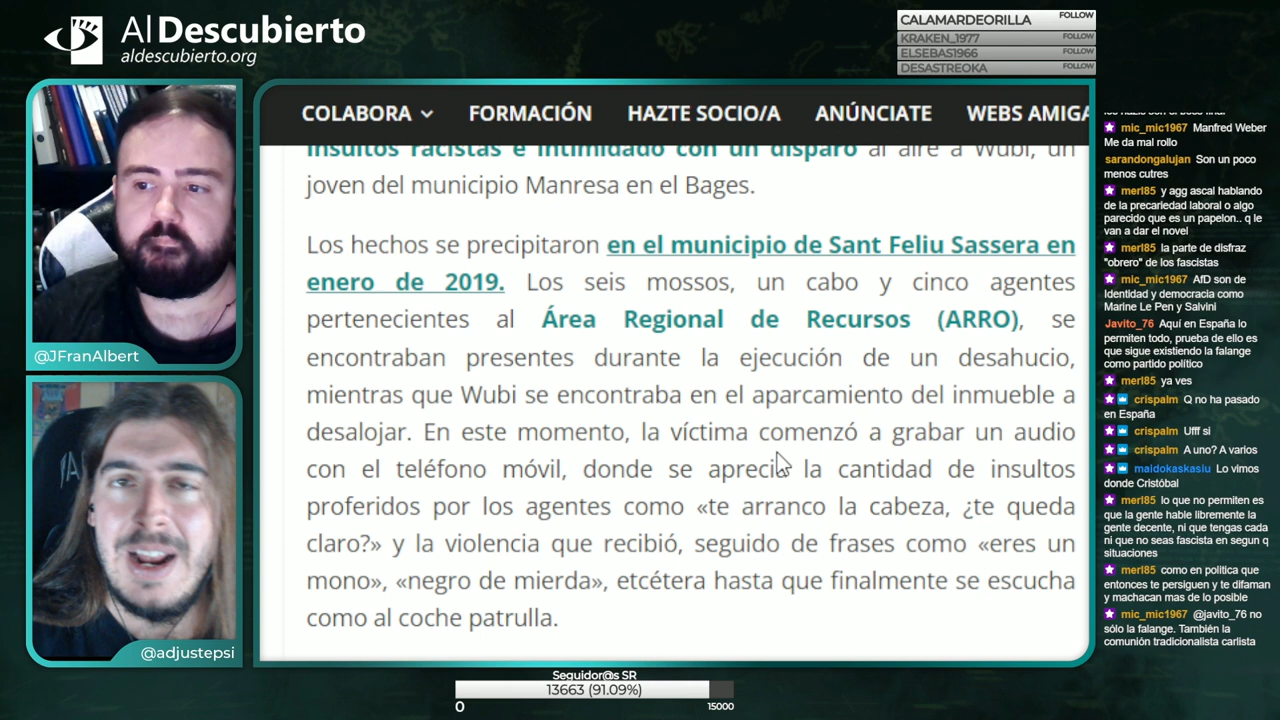 Al Descubierto
aldescubierto.org
CALAMARDEORILLA FOLLOW
KRAKEN_1977 FOLLOW
ELSEBAS1966 FOLLOW
DESASTREOKA FOLLOW
COLABORA FORMACIÓN HAZTE SOCIO/A ANÚNCIATE WEBS AMIGA
insultos racistas e intimidado con un disparo al aire a Wubi, un
joven del municipio Manresa en el Bages.
Los hechos se precipitaron en el municipio de Sant Feliu Sassera en
enero de 2019. Los seis mossos, un cabo y cinco agentes
pertenecientes al Área Regional de Recursos (ARRO), se
encontraban presentes durante la ejecución de un desahucio,
mientras que Wubi se encontraba en el aparcamiento del inmueble a
desalojar. En este momento, la víctima comenzó a grabar un audio
con el teléfono móvil, donde se aprecia la cantidad de insultos
proferidos por los agentes como «te arranco la cabeza, ¿te queda
claro?» y la violencia que recibió, seguido de frases como «eres un
mono», «negro de mierda», etcétera hasta que finalmente se escucha
como al coche patrulla.
@JFranAlbert
@adjustepsi
mic_mic1967 Manfred Weber
Me da mal rollo
sarandongalujan Son un poco
menos cutres
merl85 y agg ascal hablando
de la precariedad laboral o algo
parecido que es un papelon.. q le
van a dar el novel
merl85 la parte de disfraz
"obrero" de los fascistas
mic_mic1967 AfD son de
Identidad y democracia como
Marine Le Pen y Salvini
Javito_76 Aquí en España lo
permiten todo, prueba de ello es
que sigue existiendo la falange
como partido político
merl85 ya ves
crispalm Q no ha pasado
en España
crispalm Ufff si
crispalm A uno? A varios
maidokaskasiu Lo vimos
donde Cristóbal
merl85 lo que no permiten es
que la gente hable libremente la
gente decente, ni que tengas cada
ni que no seas fascista en segun q
situaciones
merl85 como en politica que
entonces te persiguen y te difaman
y machacan mas de lo posible
mic_mic1967 @javito_76 no
sólo la falange. También la
comunión tradicionalista carlista
Seguidor@s SR
13663 (91.09%)
0 15000